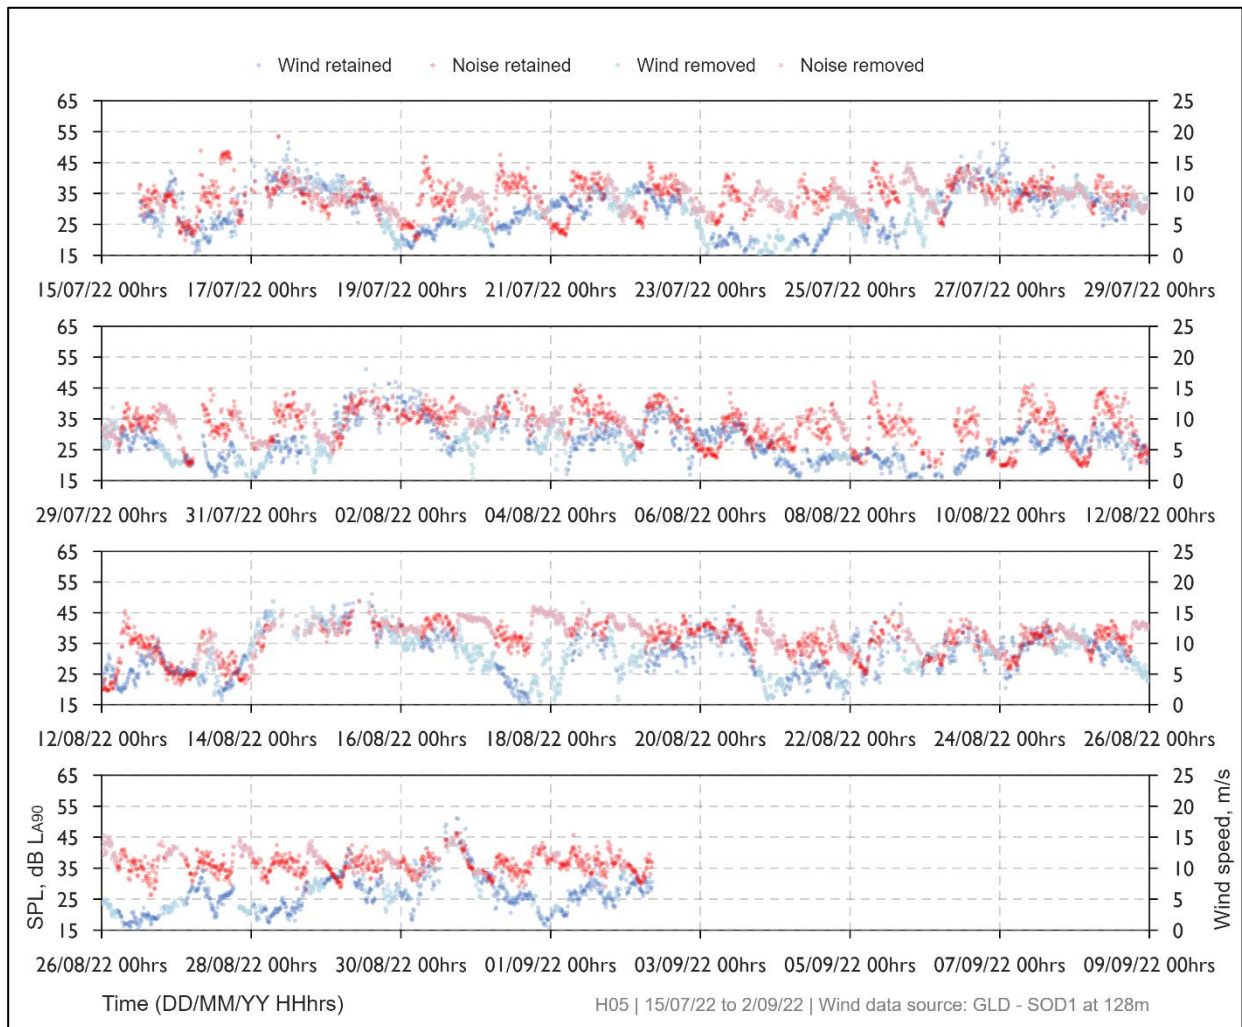 Wind retained Noise retained Wind removed Noise removed
65 25
55 20
45 15
35 10
25 5
15 0
15/07/22 00hrs 17/07/22 00hrs 19/07/22 00hrs 21/07/22 00hrs 23/07/22 00hrs 25/07/22 00hrs 27/07/22 00hrs 29/07/22 00hrs
65 25
55 20
45 15
35 10
25 5
15 0
29/07/22 00hrs 31/07/22 00hrs 02/08/22 00hrs 04/08/22 00hrs 06/08/22 00hrs 08/08/22 00hrs 10/08/22 00hrs 12/08/22 00hrs
65 25
55 20
45 15
35 10
25 5
15 0
12/08/22 00hrs 14/08/22 00hrs 16/08/22 00hrs 18/08/22 00hrs 20/08/22 00hrs 22/08/22 00hrs 24/08/22 00hrs 26/08/22 00hrs
SPL, dB LA90
Wind speed, m/s
65 25
55 20
45 15
35 10
25 5
15 0
26/08/22 00hrs 28/08/22 00hrs 30/08/22 00hrs 01/09/22 00hrs 03/09/22 00hrs 05/09/22 00hrs 07/09/22 00hrs 09/09/22 00hrs
Time (DD/MM/YY HHhrs)
H05 | 15/07/22 to 2/09/22 | Wind data source: GLD - SOD1 at 128m